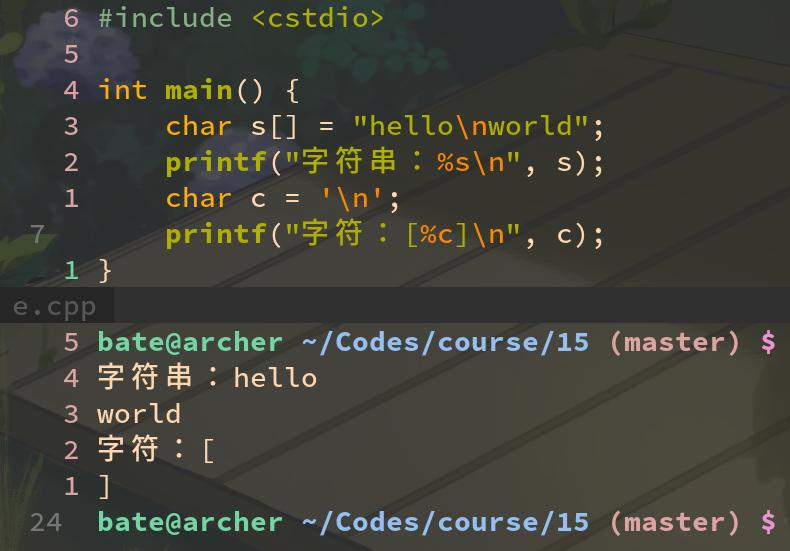 6 #include <cstdio>
5
4 int main() {
3     char s[] = "hello\nworld";
2     printf("字符串：%s\n", s);
1     char c = '\n';
7     printf("字符：[%c]\n", c);
1 }
e.cpp
5 bate@archer ~/Codes/course/15 (master) $
4 字符串：hello
3 world
2 字符：[
1 ]
24 bate@archer ~/Codes/course/15 (master) $